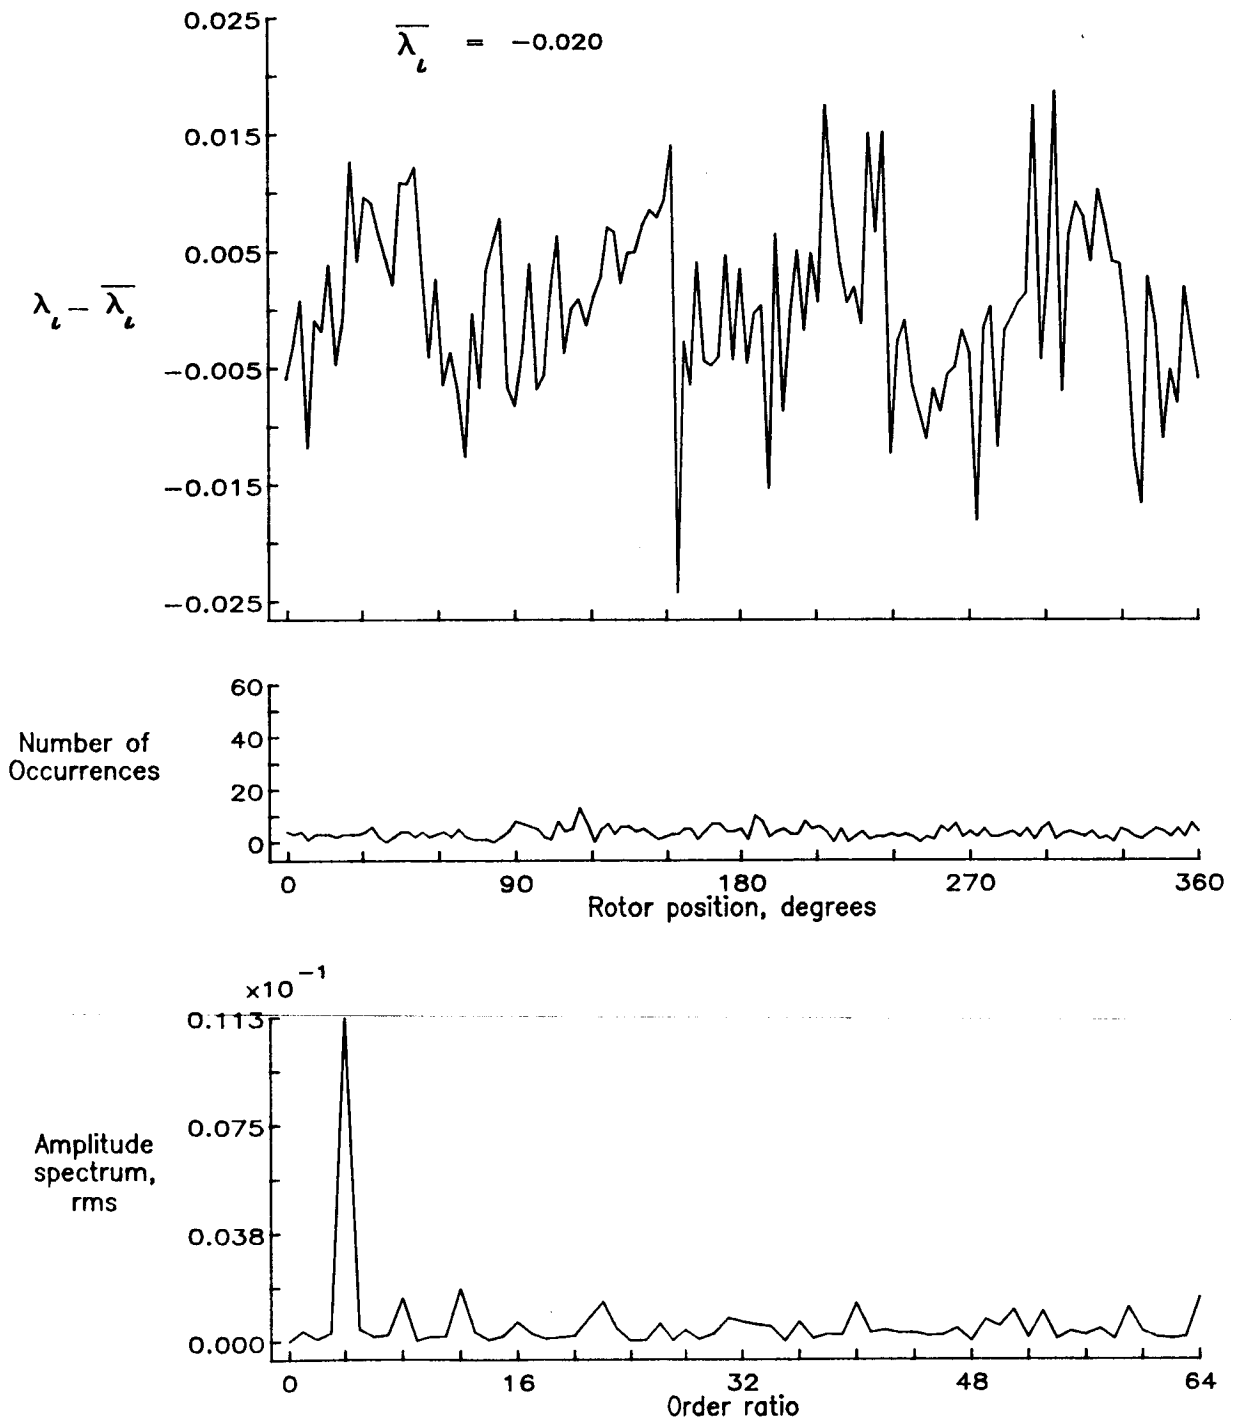 0.025
λ̅ι = −0.020
0.015
0.005
λι − λ̅ι
−0.005
−0.015
−0.025
60
Number of
Occurrences
40
20
0
0 90 180 270 360
Rotor position, degrees
×10⁻¹
0.113
0.075
Amplitude
spectrum,
rms
0.038
0.000
0 16 32 48 64
Order ratio